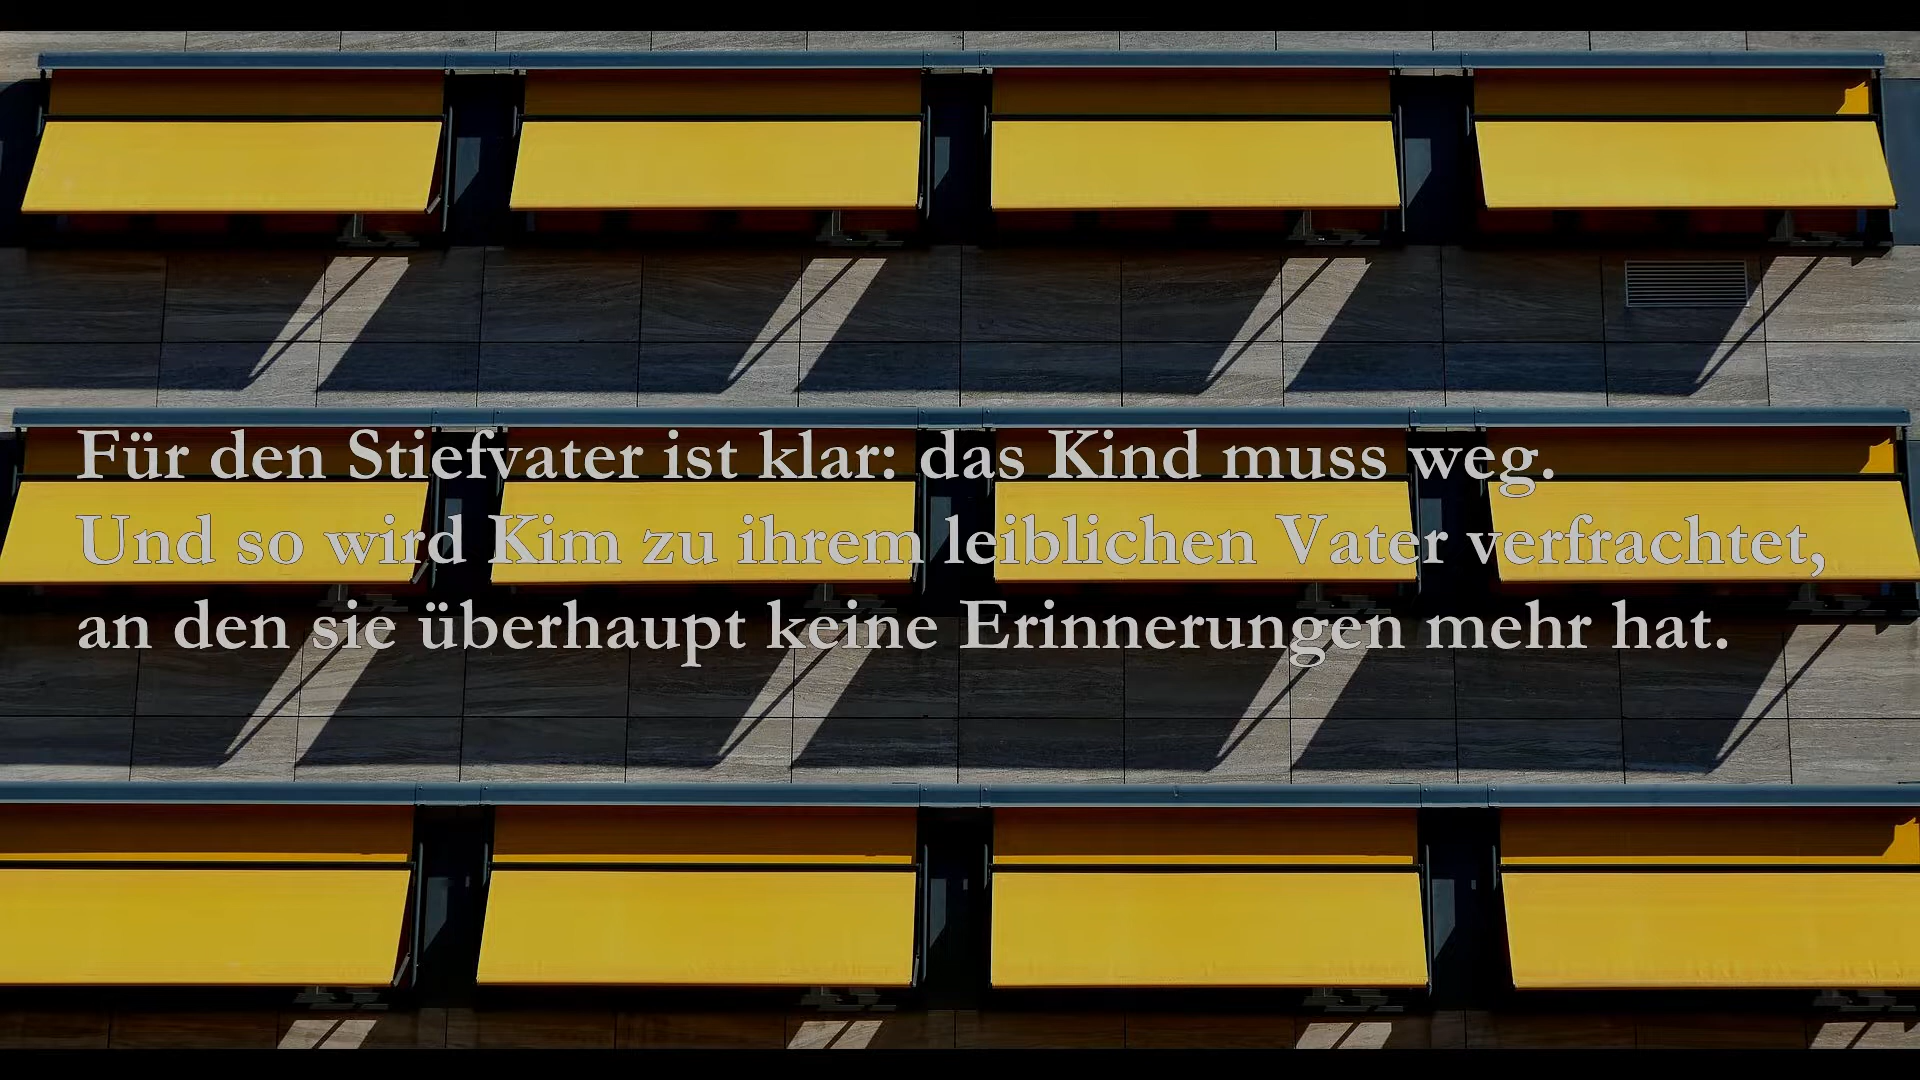 Für den Stiefvater ist klar: das Kind muss weg.
Und so wird Kim zu ihrem leiblichen Vater verfrachtet,
an den sie überhaupt keine Erinnerungen mehr hat.